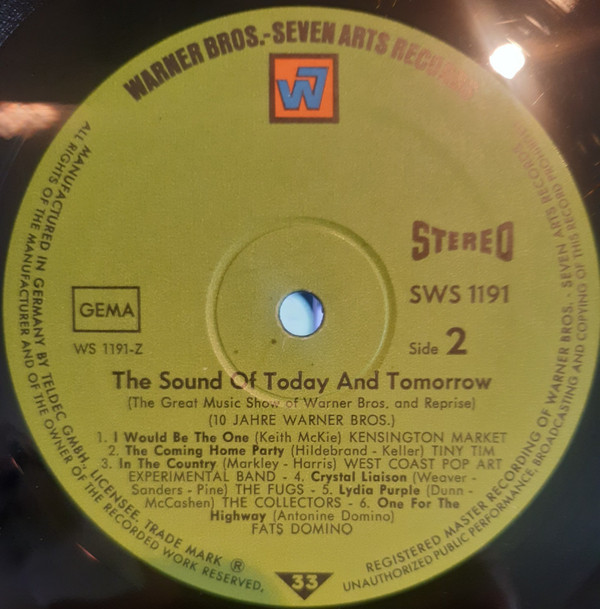 WARNER BROS.-SEVEN ARTS RECORDS
W7
STEREO
GEMA
SWS 1191
WS 1191-Z
Side 2
The Sound Of Today And Tomorrow
(The Great Music Show of Warner Bros. and Reprise)
(10 JAHRE WARNER BROS.)
1. I Would Be The One (Keith McKie) KENSINGTON MARKET
2. The Coming Home Party (Hildebrand - Keller) TINY TIM
3. In The Country (Markley - Harris) WEST COAST POP ART
EXPERIMENTAL BAND - 4. Crystal Liaison (Weaver -
Sanders - Pine) THE FUGS - 5. Lydia Purple (Dunn -
McCashen) THE COLLECTORS - 6. One For The
Highway (Antonine Domino)
FATS DOMINO
33
MANUFACTURED IN GERMANY BY TELDEC GMBH, LICENSEE, TRADE MARK ®
ALL RIGHTS OF THE MANUFACTURER AND OF THE OWNER OF THE RECORDED WORK RESERVED,
REGISTERED MASTER RECORDING OF WARNER BROS. - SEVEN ARTS RECORDS
UNAUTHORIZED PUBLIC PERFORMANCE, BROADCASTING AND COPYING OF THIS RECORD PROHIBITED